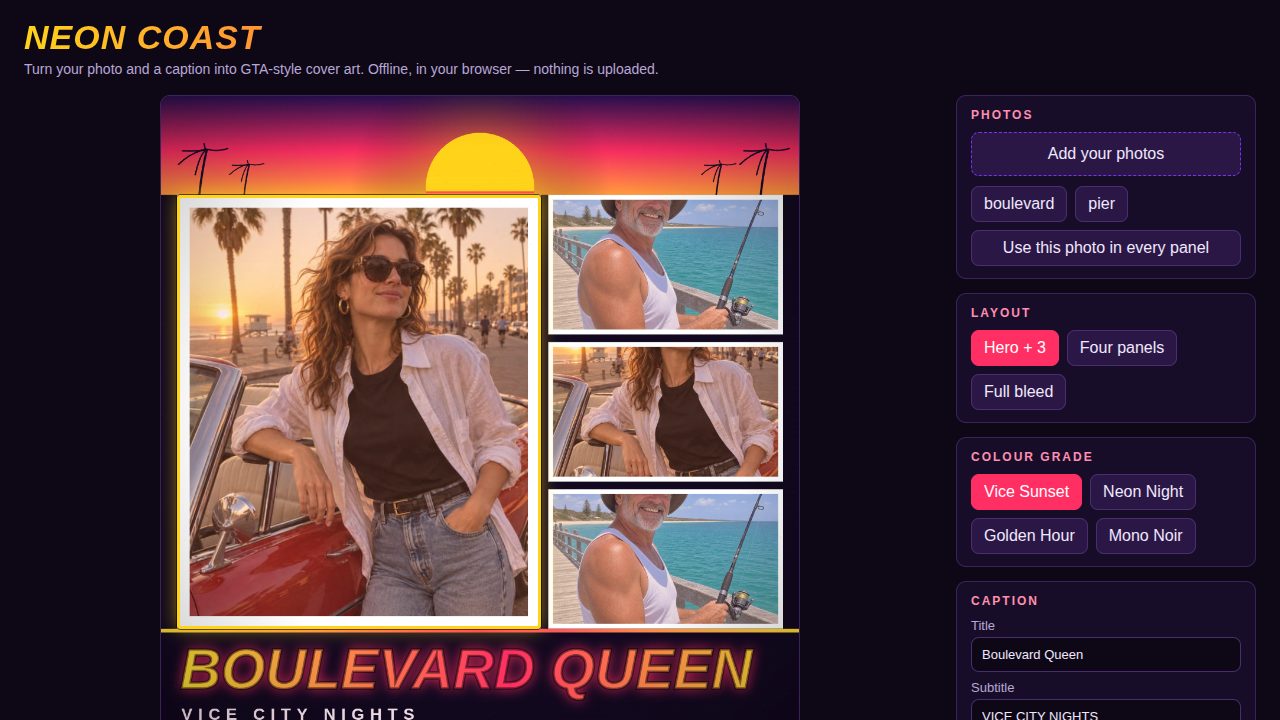 NEON COAST
Turn your photo and a caption into GTA-style cover art. Offline, in your browser — nothing is uploaded.
BOULEVARD QUEEN
VICE CITY NIGHTS
PHOTOS
Add your photos
boulevard
pier
Use this photo in every panel
LAYOUT
Hero + 3
Four panels
Full bleed
COLOUR GRADE
Vice Sunset
Neon Night
Golden Hour
Mono Noir
CAPTION
Title
Boulevard Queen
Subtitle
VICE CITY NIGHTS